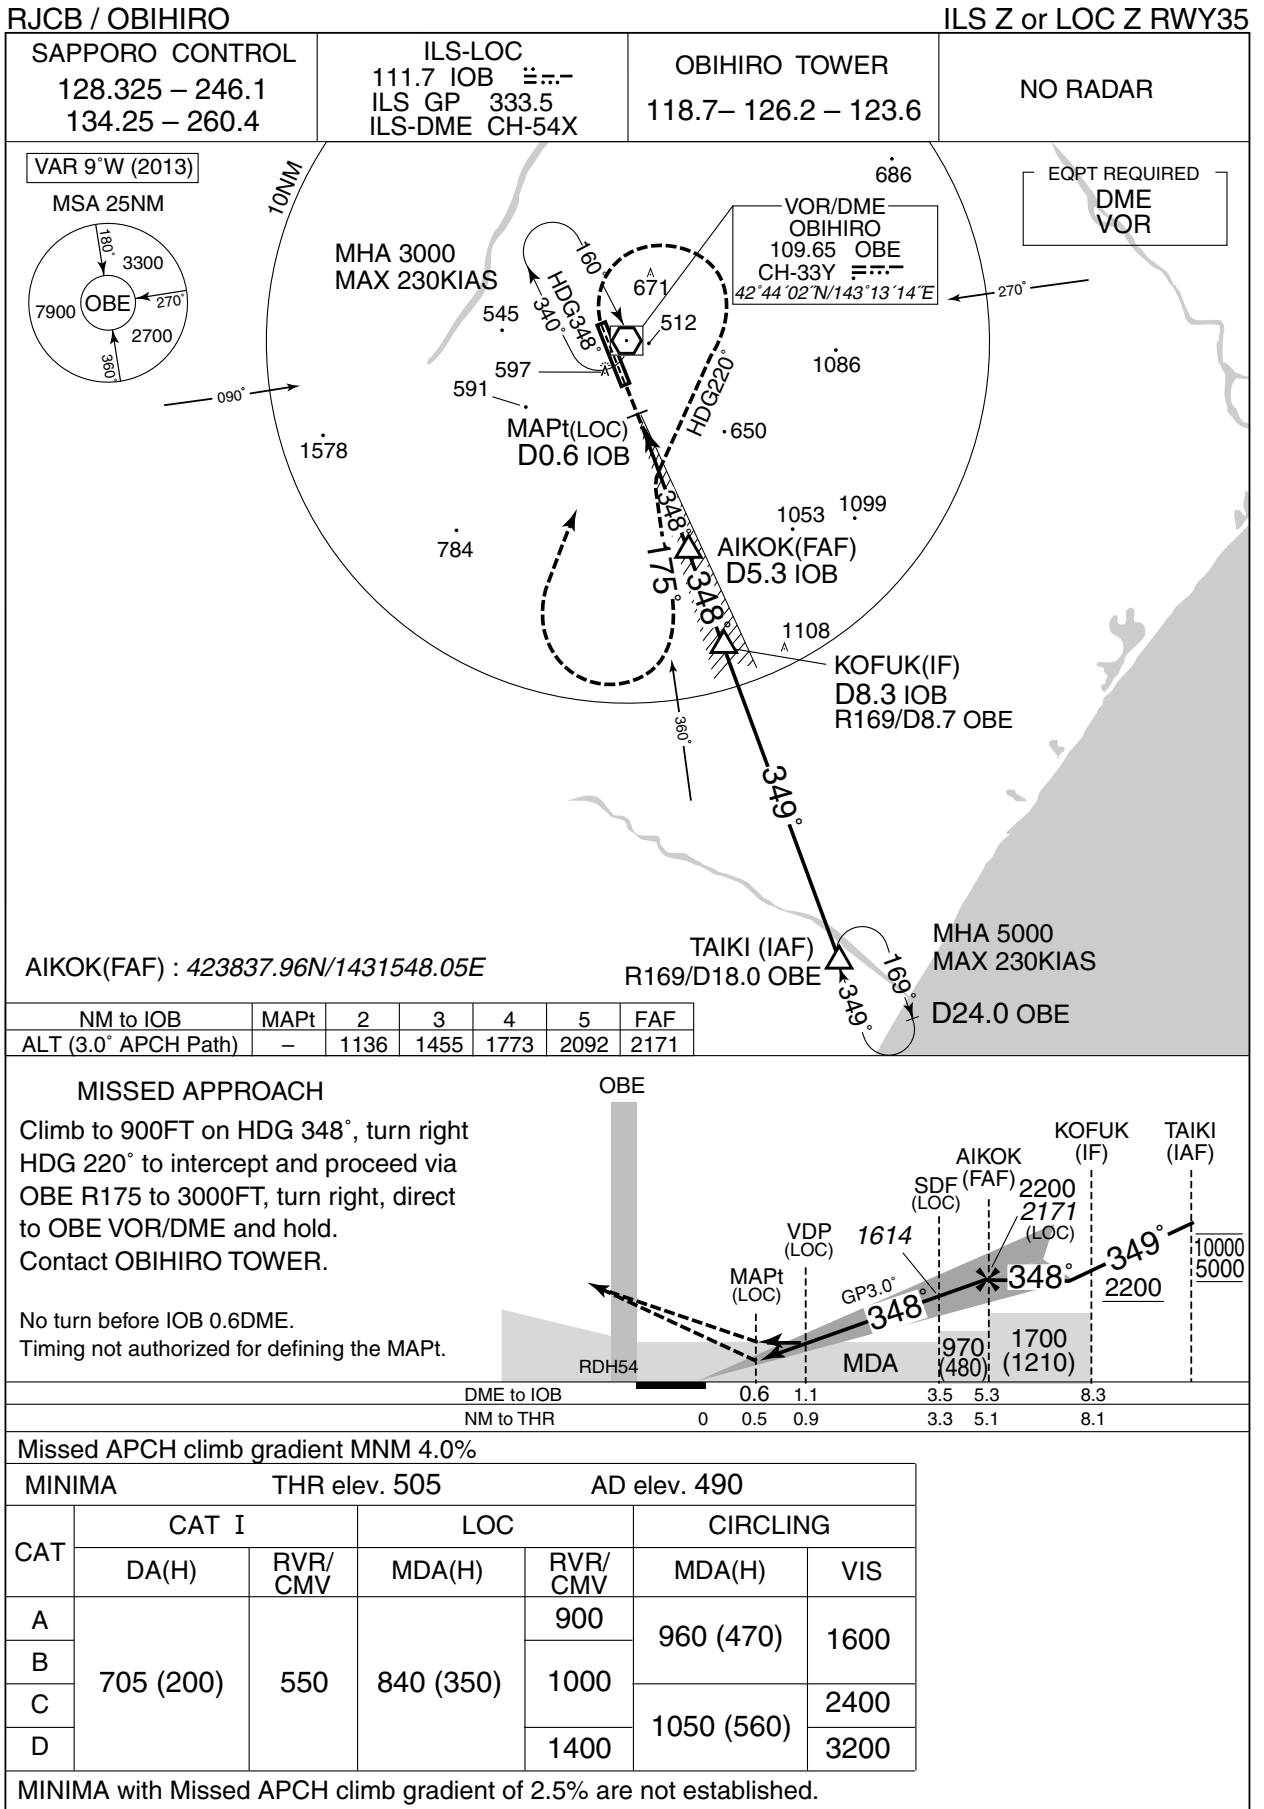 RJCB / OBIHIRO
ILS Z or LOC Z RWY35
SAPPORO CONTROL
128.325 – 246.1
134.25 – 260.4
ILS-LOC
111.7 IOB
ILS GP 333.5
ILS-DME CH-54X
OBIHIRO TOWER
118.7– 126.2 – 123.6
NO RADAR
VAR 9˚W (2013)
MSA 25NM
180˚
3300
7900
OBE
270˚
2700
360˚
090˚
10NM
MHA 3000
MAX 230KIAS
160˚
HDG348˚
340˚
671
545
597
591
512
686
VOR/DME
OBIHIRO
109.65 OBE
CH-33Y
42˚44´02˝N/143˚13´14˝E
EQPT REQUIRED
DME
VOR
270˚
1086
HDG220˚
650
MAPt(LOC)
D0.6 IOB
1578
784
348˚
175˚
348˚
1053
1099
AIKOK(FAF)
D5.3 IOB
1108
KOFUK(IF)
D8.3 IOB
R169/D8.7 OBE
360˚
349˚
TAIKI (IAF)
R169/D18.0 OBE
MHA 5000
MAX 230KIAS
169˚
349˚
D24.0 OBE
AIKOK(FAF) : 423837.96N/1431548.05E
NM to IOB MAPt 2 3 4 5 FAF
ALT (3.0˚ APCH Path) – 1136 1455 1773 2092 2171
MISSED APPROACH
Climb to 900FT on HDG 348˚, turn right
HDG 220˚ to intercept and proceed via
OBE R175 to 3000FT, turn right, direct
to OBE VOR/DME and hold.
Contact OBIHIRO TOWER.
No turn before IOB 0.6DME.
Timing not authorized for defining the MAPt.
OBE
RDH54
MAPt
(LOC)
VDP
(LOC)
1614
SDF
(LOC)
AIKOK
(FAF)
2200
2171
(LOC)
KOFUK
(IF)
TAIKI
(IAF)
GP3.0˚
348˚
348˚
349˚
2200
10000
5000
MDA
970
(480)
1700
(1210)
DME to IOB 0.6 1.1 3.5 5.3 8.3
NM to THR 0 0.5 0.9 3.3 5.1 8.1
Missed APCH climb gradient MNM 4.0%
MINIMA THR elev. 505 AD elev. 490
CAT
CAT I
LOC
CIRCLING
DA(H)
RVR/
CMV
MDA(H)
RVR/
CMV
MDA(H)
VIS
A
B
C
D
705 (200)
550
840 (350)
900
1000
1400
960 (470)
1050 (560)
1600
2400
3200
MINIMA with Missed APCH climb gradient of 2.5% are not established.